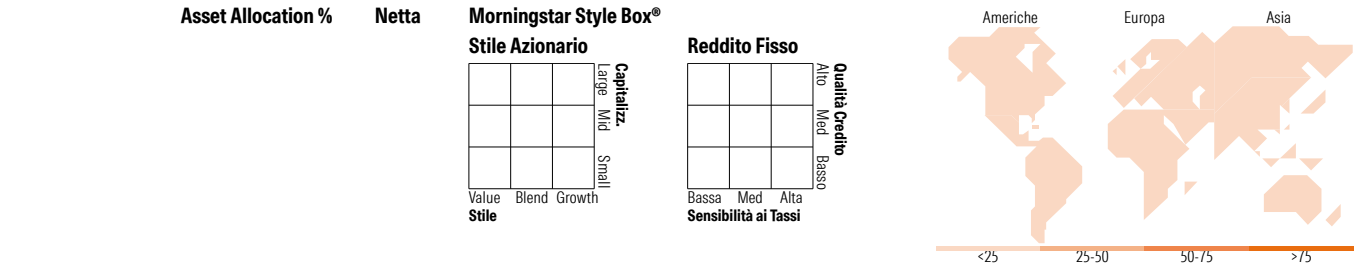 Asset Allocation % Netta
Morningstar Style Box®
Stile Azionario
Large Mid Small
Capitalizz.
Value Blend Growth
Stile
Reddito Fisso
Alto Med Basso
Qualità Credito
Bassa Med Alta
Sensibilità ai Tassi
Americhe Europa Asia
<25 25-50 50-75 >75